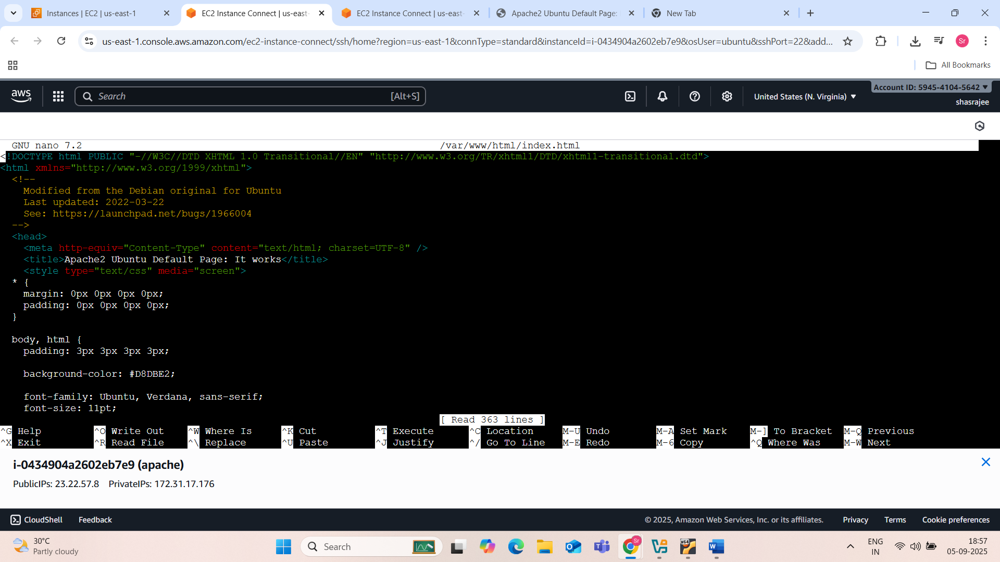 Instances | EC2 | us-east-1
EC2 Instance Connect | us-east-
EC2 Instance Connect | us-east-
Apache2 Ubuntu Default Page:
New Tab
us-east-1.console.aws.amazon.com/ec2-instance-connect/ssh/home?region=us-east-1&connType=standard&instanceId=i-0434904a2602eb7e9&osUser=ubuntu&sshPort=22&add...
Sr
All Bookmarks
aws
Search
[Alt+S]
United States (N. Virginia)
Account ID: 5945-4104-5642
shasrajee
GNU nano 7.2 /var/www/html/index.html
<!DOCTYPE html PUBLIC "-//W3C//DTD XHTML 1.0 Transitional//EN" "http://www.w3.org/TR/xhtml1/DTD/xhtml1-transitional.dtd">
<html xmlns="http://www.w3.org/1999/xhtml">
<!--
Modified from the Debian original for Ubuntu
Last updated: 2022-03-22
See: https://launchpad.net/bugs/1966004
-->
<head>
<meta http-equiv="Content-Type" content="text/html; charset=UTF-8" />
<title>Apache2 Ubuntu Default Page: It works</title>
<style type="text/css" media="screen">
* {
margin: 0px 0px 0px 0px;
padding: 0px 0px 0px 0px;
}
body, html {
padding: 3px 3px 3px 3px;
background-color: #D8DBE2;
font-family: Ubuntu, Verdana, sans-serif;
font-size: 11pt;
[ Read 363 lines ]
^G Help ^O Write Out ^W Where Is ^K Cut ^T Execute ^C Location M-U Undo M-A Set Mark M-] To Bracket M-Q Previous
^X Exit ^R Read File ^\ Replace ^U Paste ^J Justify ^/ Go To Line M-E Redo M-6 Copy ^Q Where Was M-W Next
i-0434904a2602eb7e9 (apache)
PublicIPs: 23.22.57.8 PrivateIPs: 172.31.17.176
CloudShell Feedback © 2025, Amazon Web Services, Inc. or its affiliates. Privacy Terms Cookie preferences
30°C
Partly cloudy
Search
Sr
X64
ENG
IN
18:57
05-09-2025